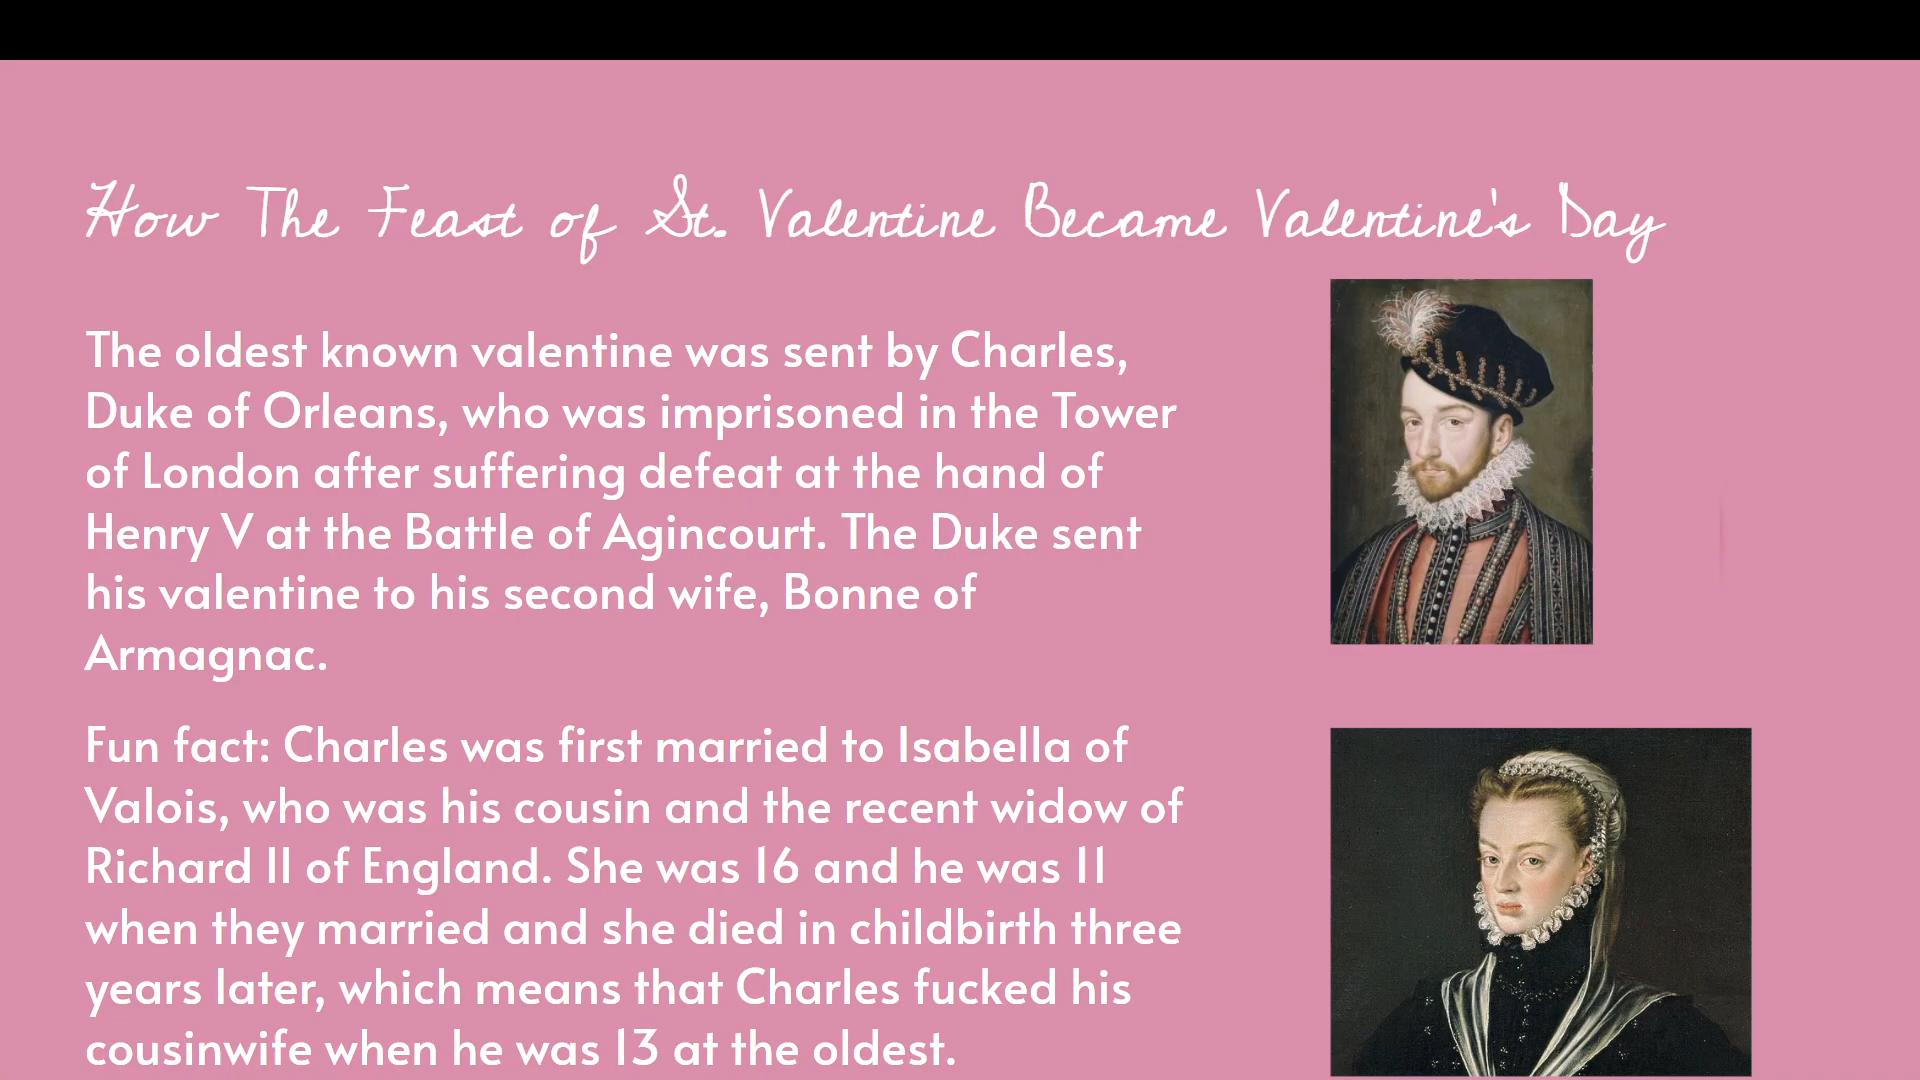 How The Feast of St. Valentine Became Valentine's Day
The oldest known valentine was sent by Charles,
Duke of Orleans, who was imprisoned in the Tower
of London after suffering defeat at the hand of
Henry V at the Battle of Agincourt. The Duke sent
his valentine to his second wife, Bonne of
Armagnac.
Fun fact: Charles was first married to Isabella of
Valois, who was his cousin and the recent widow of
Richard II of England. She was 16 and he was 11
when they married and she died in childbirth three
years later, which means that Charles fucked his
cousinwife when he was 13 at the oldest.